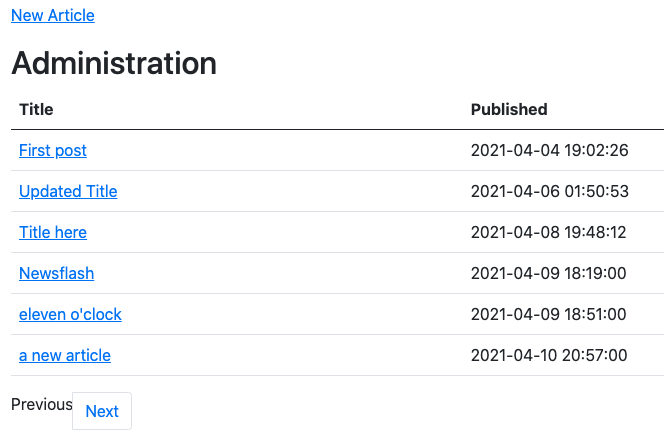 New Article
Administration
Title Published
First post 2021-04-04 19:02:26
Updated Title 2021-04-06 01:50:53
Title here 2021-04-08 19:48:12
Newsflash 2021-04-09 18:19:00
eleven o'clock 2021-04-09 18:51:00
a new article 2021-04-10 20:57:00
Previous Next